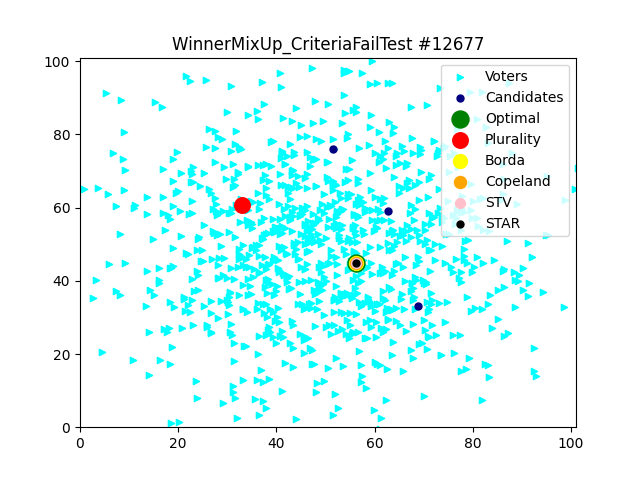 WinnerMixUp_CriteriaFailTest #12677
100
80
60
40
20
0
0 20 40 60 80 100
Voters
Candidates
Optimal
Plurality
Borda
Copeland
STV
STAR